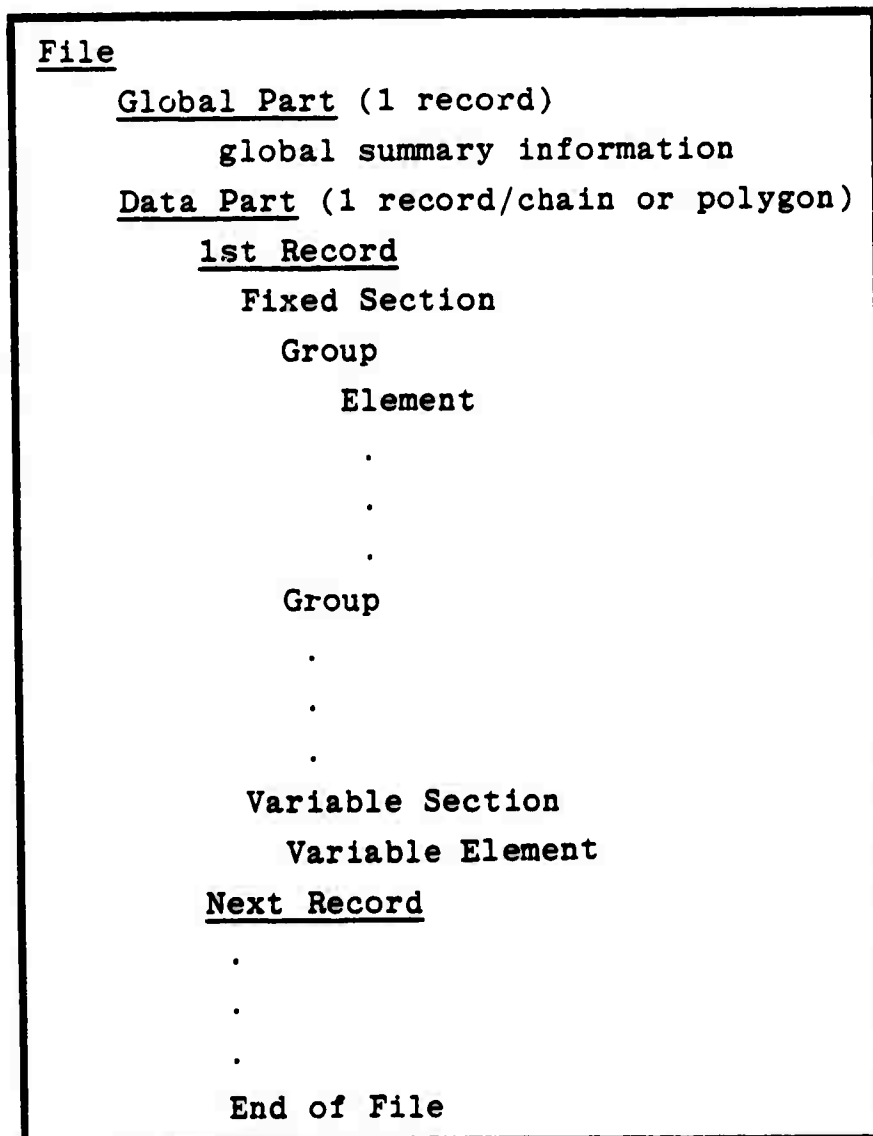 File
Global Part (1 record)
global summary information
Data Part (1 record/chain or polygon)
1st Record
Fixed Section
Group
Element
.
.
.
Group
.
.
.
Variable Section
Variable Element
Next Record
.
.
.
End of File